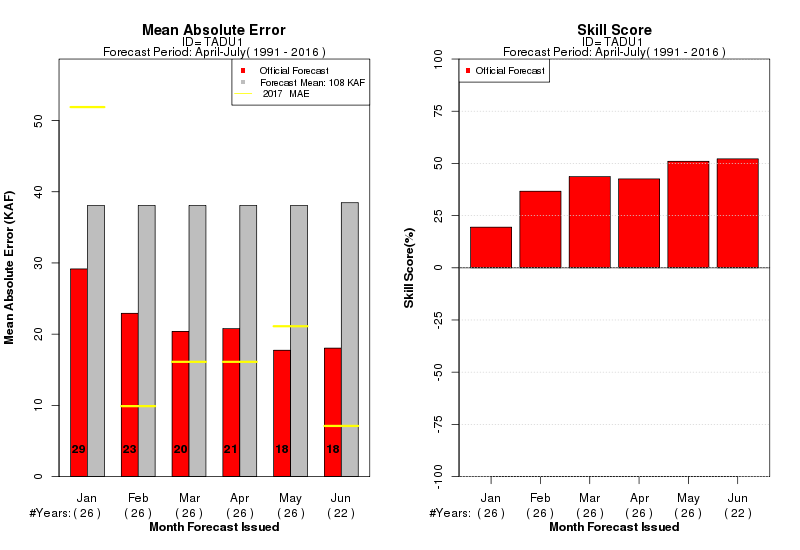 Mean Absolute Error
ID= TADU1
Forecast Period: April-July( 1991 - 2016 )
Official Forecast
Forecast Mean: 108 KAF
2017 MAE
Mean Absolute Error (KAF)
0
10
20
30
40
50
29
23
20
21
18
18
Jan
Feb
Mar
Apr
May
Jun
#Years: ( 26 )
( 26 )
( 26 )
( 26 )
( 26 )
( 22 )
Month Forecast Issued
Skill Score
ID= TADU1
Forecast Period: April-July( 1991 - 2016 )
Official Forecast
Skill Score(%)
100
75
50
25
0
-25
-50
-75
-100
Jan
Feb
Mar
Apr
May
Jun
#Years: ( 26 )
( 26 )
( 26 )
( 26 )
( 26 )
( 22 )
Month Forecast Issued